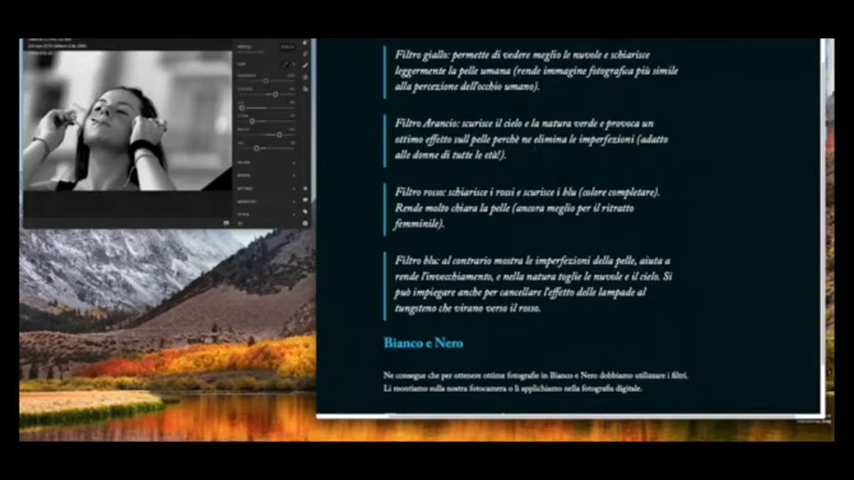 Filtro giallo: permette di vedere meglio le nuvole e schiarisce
leggermente la pelle umana (rende immagine fotografica più simile
alla percezione dell'occhio umano).
Filtro Arancio: scurisce il cielo e la natura verde e provoca un
ottimo effetto sull pelle perchè ne elimina le imperfezioni (adatto
alle donne di tutte le età!).
Filtro rosso: schiarisce i rossi e scurisce i blu (colore completare).
Rende molto chiara la pelle (ancora meglio per il ritratto
femminile).
Filtro blu: al contrario mostra le imperfezioni della pelle, aiuta a
rende l'invecchiamento, e nella natura toglie le nuvole e il cielo. Si
può impiegare anche per cancellare l'effetto delle lampade al
tungsteno che virano verso il rosso.
Bianco e Nero
Ne consegue che per ottenere ottime fotografie in Bianco e Nero dobbiamo utilizzare i filtri.
Li montiamo sulla nostra fotocamera o li applichiamo nella fotografia digitale.